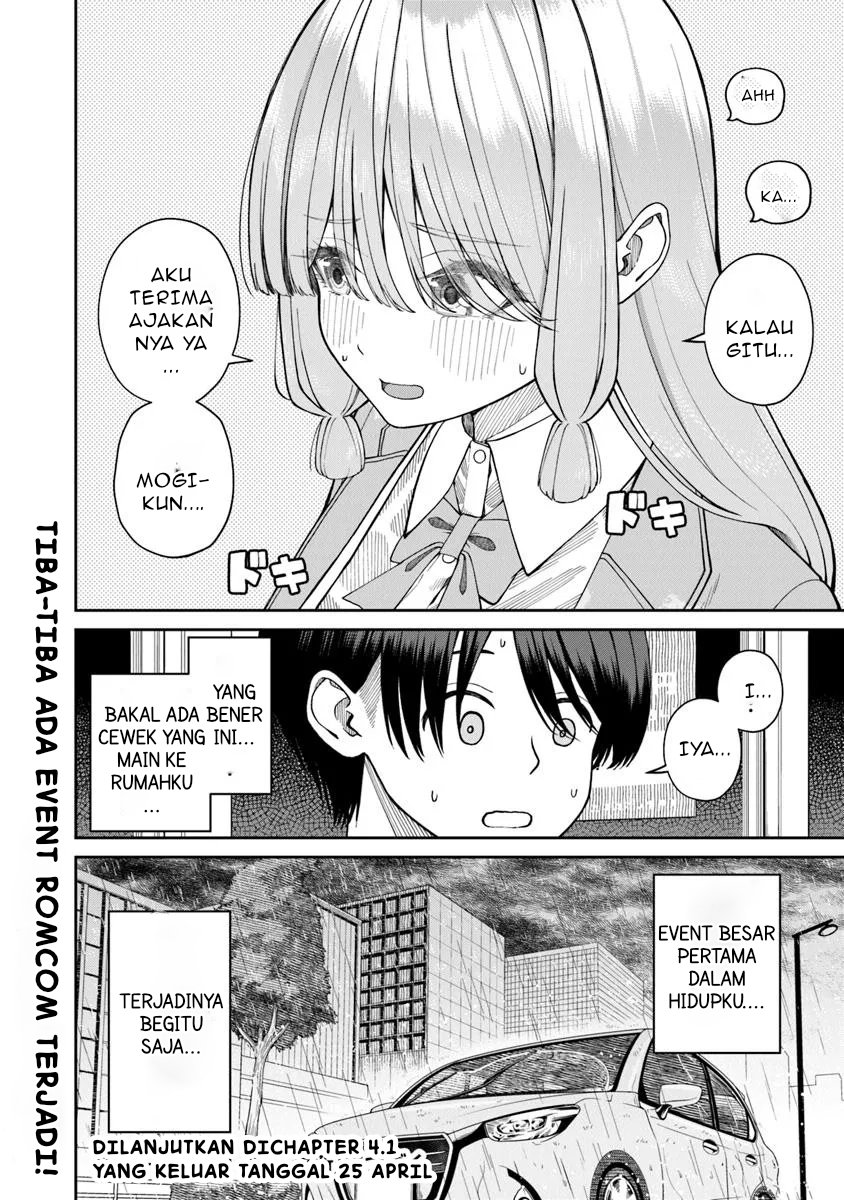 AHH
KA...
KALAU
GITU...
AKU
TERIMA
AJAKAN
NYA YA
...
MOGI-
KUN....
ドキ
ドキ
I...
IYA...
YANG
BAKAL ADA BENER
CEWEK YANG INI...
MAIN KE
RUMAHKU
...
EVENT BESAR
PERTAMA
DALAM
HIDUPKU....
TERJADINYA
BEGITU
SAJA...
DILANJUTKAN DICHAPTER 4.1
YANG KELUAR TANGGAL 25 APRIL
TIBA-TIBA ADA EVENT ROMCOM TERJADI!